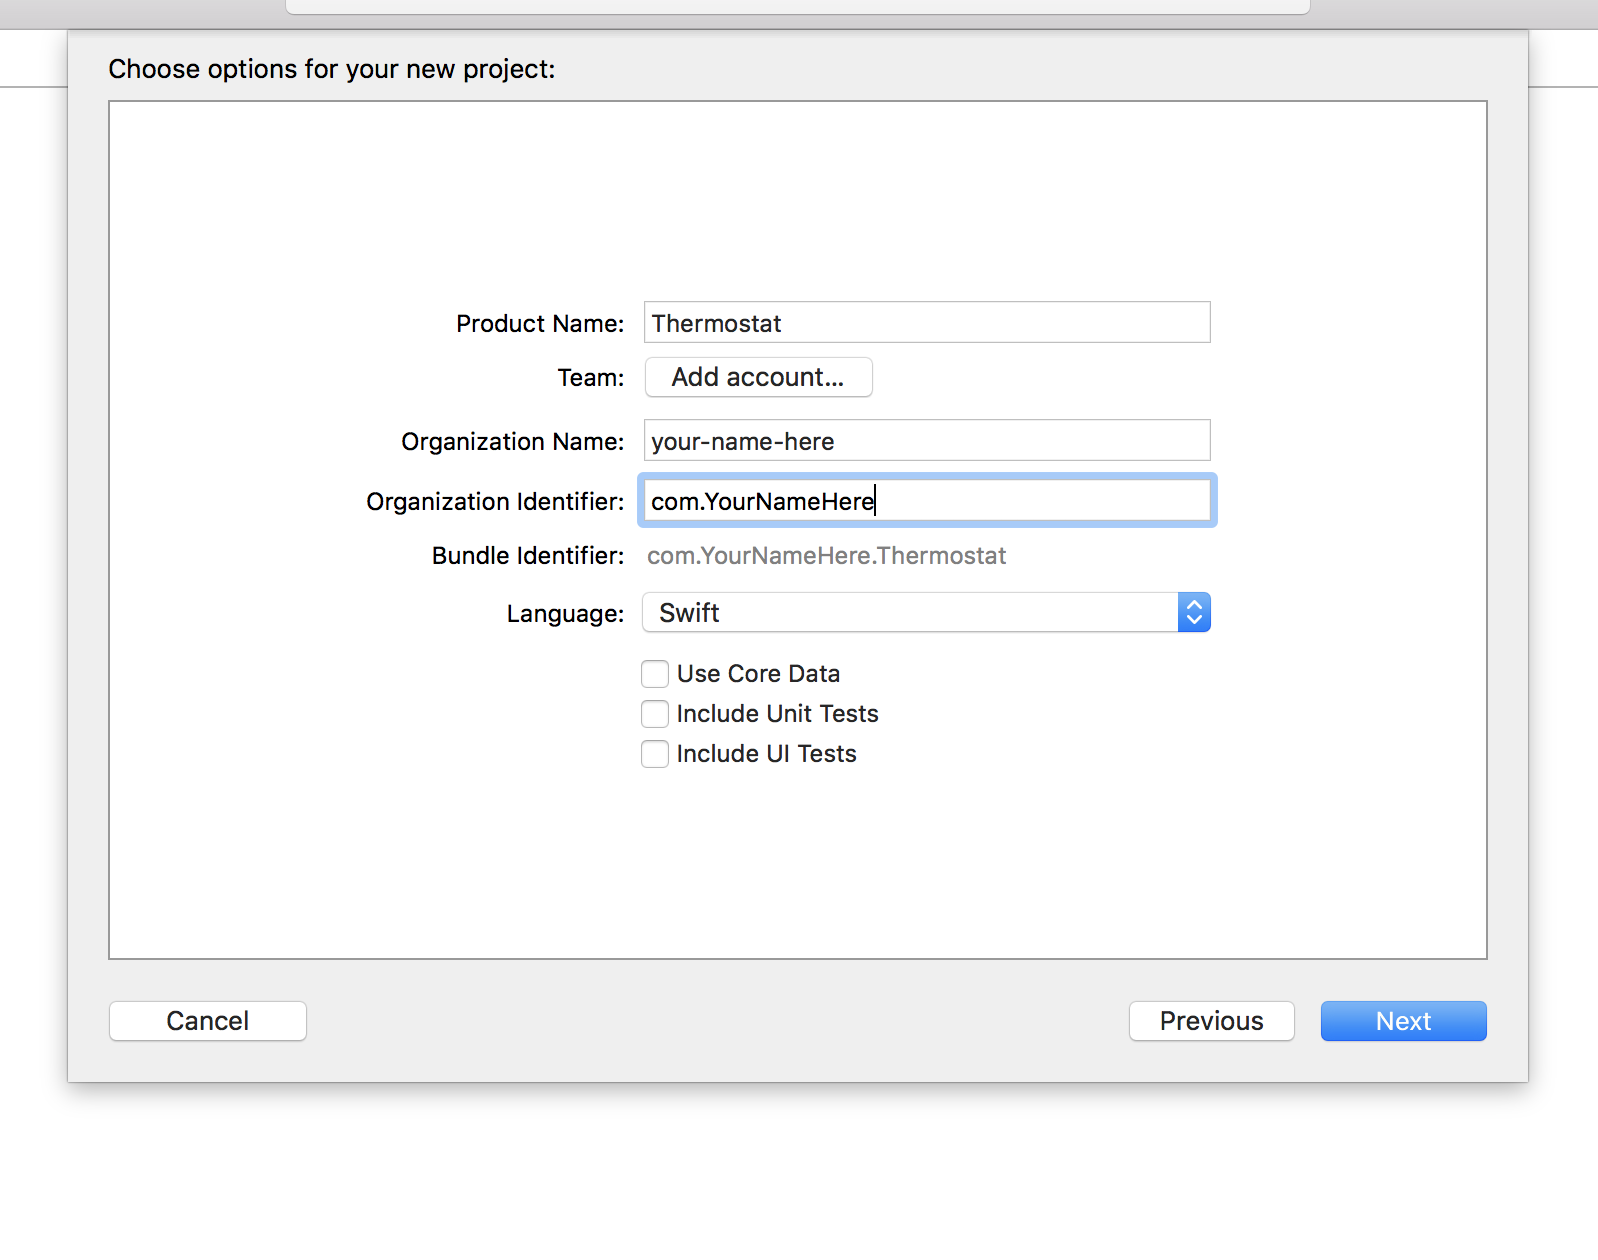 Choose options for your new project:
Product Name: Thermostat
Team: Add account...
Organization Name: your-name-here
Organization Identifier: com.YourNameHere
Bundle Identifier: com.YourNameHere.Thermostat
Language: Swift
Use Core Data
Include Unit Tests
Include UI Tests
Cancel Previous Next